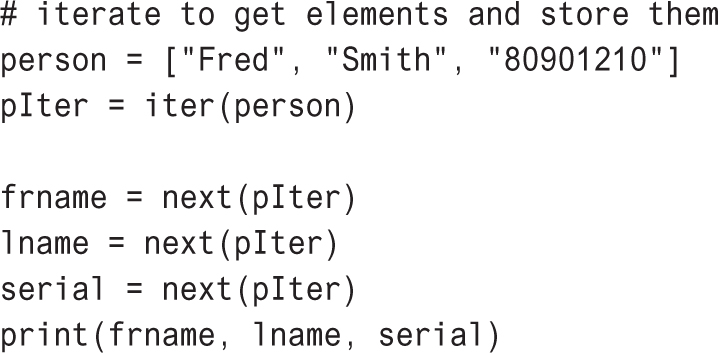 # iterate to get elements and store them
person = ["Fred", "Smith", "80901210"]
pIter = iter(person)

frname = next(pIter)
lname = next(pIter)
serial = next(pIter)
print(frname, lname, serial)